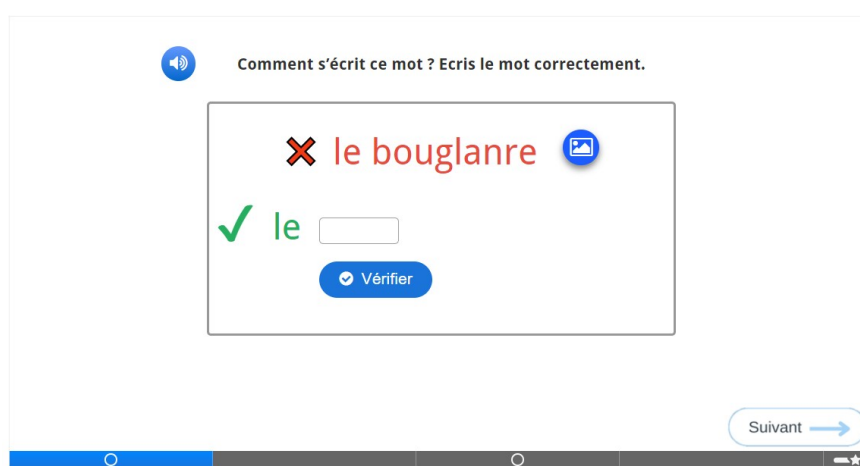 Comment s’écrit ce mot ? Ecris le mot correctement.
le bouglanre
le
Vérifier
Suivant